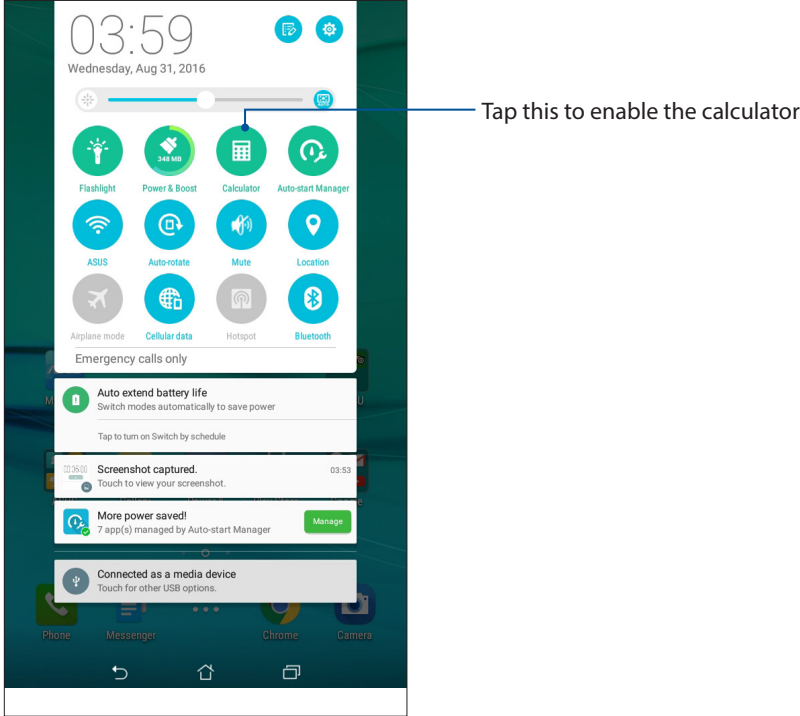 03:59
Wednesday, Aug 31, 2016
Tap this to enable the calculator
348 MB
Flashlight
Power & Boost
Calculator
Auto-start Manager
ASUS
Auto-rotate
Mute
Location
Airplane mode
Cellular data
Hotspot
Bluetooth
Emergency calls only
Auto extend battery life
Switch modes automatically to save power
Tap to turn on Switch by schedule
Screenshot captured.
03:53
Touch to view your screenshot.
More power saved!
7 app(s) managed by Auto-start Manager
Manage
Connected as a media device
Touch for other USB options.
Phone
Messenger
Chrome
Camera